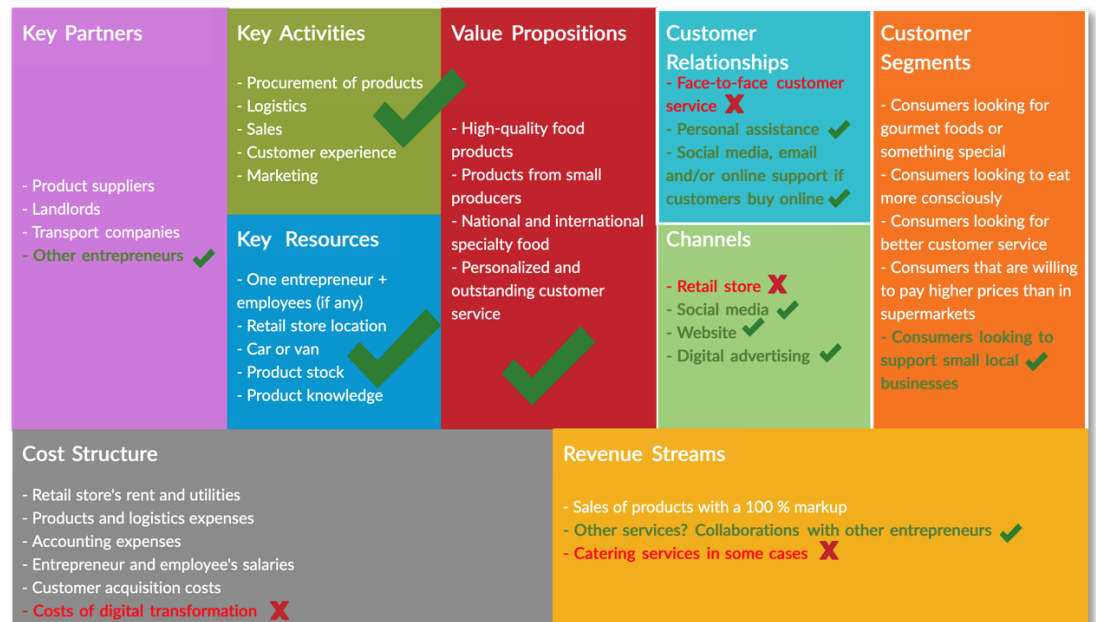 Key Partners
- Product suppliers
- Landlords
- Transport companies
- Other entrepreneurs
Key Activities
- Procurement of products
- Logistics
- Sales
- Customer experience
- Marketing
Key Resources
- One entrepreneur +
employees (if any)
- Retail store location
- Car or van
- Product stock
- Product knowledge
Value Propositions
- High-quality food
products
- Products from small
producers
- National and international
specialty food
- Personalized and
outstanding customer
service
Customer
Relationships
- Face-to-face customer
service
- Personal assistance
- Social media, email
and/or online support if
customers buy online
Channels
- Retail store
- Social media
- Website
- Digital advertising
Customer
Segments
- Consumers looking for
gourmet foods or
something special
- Consumers looking to eat
more consciously
- Consumers looking for
better customer service
- Consumers that are willing
to pay higher prices than in
supermarkets
- Consumers looking to
support small local
businesses
Cost Structure
- Retail store's rent and utilities
- Products and logistics expenses
- Accounting expenses
- Entrepreneur and employee's salaries
- Customer acquisition costs
- Costs of digital transformation
Revenue Streams
- Sales of products with a 100 % markup
- Other services? Collaborations with other entrepreneurs
- Catering services in some cases